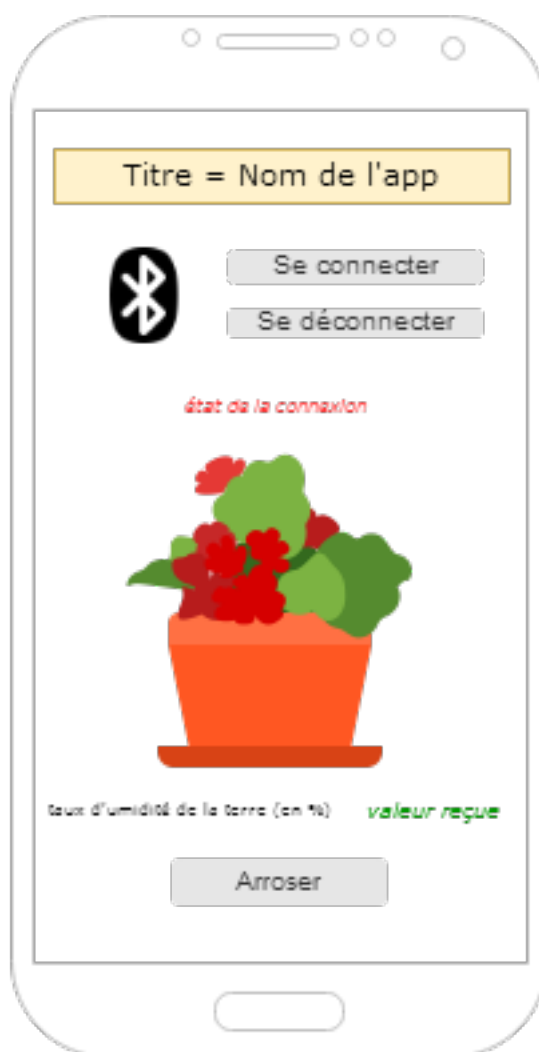 Titre = Nom de l'app
Se connecter
Se déconnecter
état de la connexion
taux d'umidité de la terre (en %) valeur reçue
Arroser